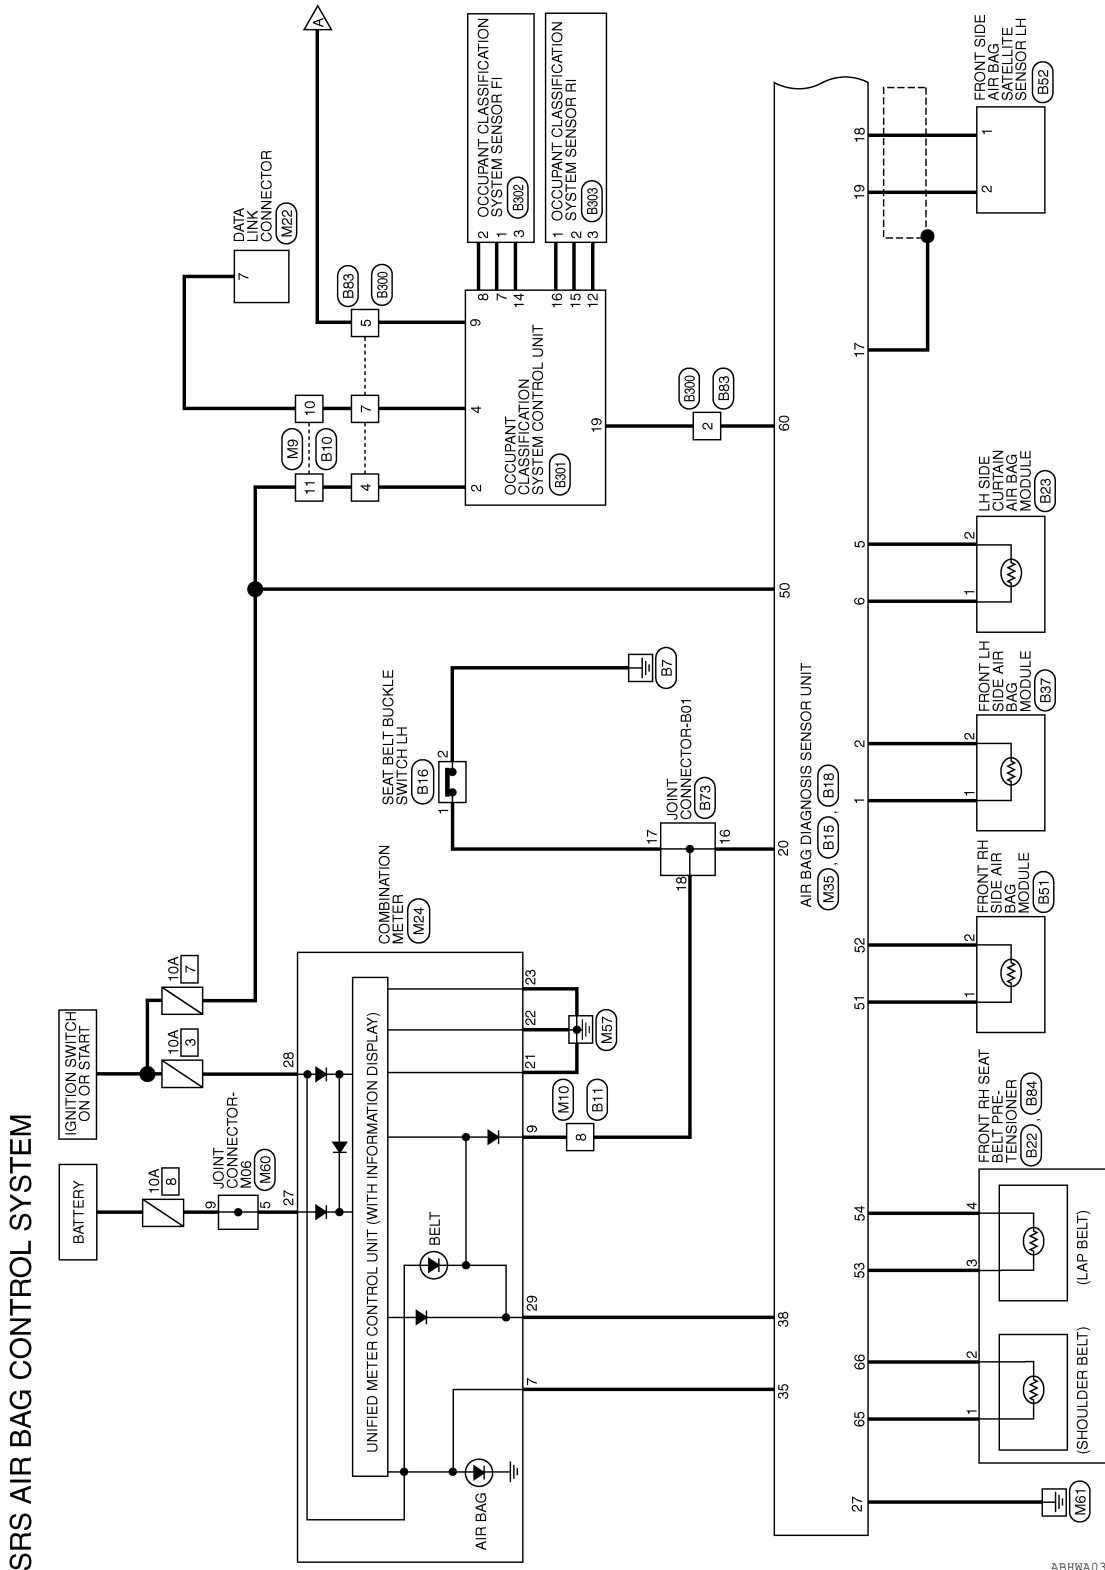 SRS AIR BAG CONTROL SYSTEM
BATTERY
IGNITION SWITCH
ON OR START
10A
8
10A
3
10A
7
9
JOINT
CONNECTOR-
M06
M60
5
27
28
COMBINATION
METER
M24
UNIFIED METER CONTROL UNIT (WITH INFORMATION DISPLAY)
BELT
AIR BAG
7
29
9
21
22
23
M57
M10
8
B11
SEAT BELT BUCKLE
SWITCH LH
B16
1
2
B7
17
JOINT
CONNECTOR-B01
B73
18
16
DATA
LINK
CONNECTOR
M22
7
A
M9
11
10
B10
B83
4
7
5
B300
2
4
9
OCCUPANT
CLASSIFICATION
SYSTEM CONTROL UNIT
B301
8
7
14
16
15
12
19
2
1
3
OCCUPANT CLASSIFICATION
SYSTEM SENSOR FI
B302
1
2
3
OCCUPANT CLASSIFICATION
SYSTEM SENSOR RI
B303
B300
2
B83
35
38
20
50
60
AIR BAG DIAGNOSIS SENSOR UNIT
M35 , B15 , B18
27
65
66
53
54
51
52
1
2
6
5
17
19
18
M61
FRONT RH SEAT
BELT PRE-
TENSIONER
B22 , B84
1
2
3
4
(SHOULDER BELT)
(LAP BELT)
FRONT RH
SIDE AIR
BAG
MODULE
B51
1
2
FRONT LH
SIDE AIR
BAG
MODULE
B37
1
2
LH SIDE
CURTAIN
AIR BAG
MODULE
B23
1
2
FRONT SIDE
AIR BAG
SATELLITE
SENSOR LH
B52
2
1
ABHWA03